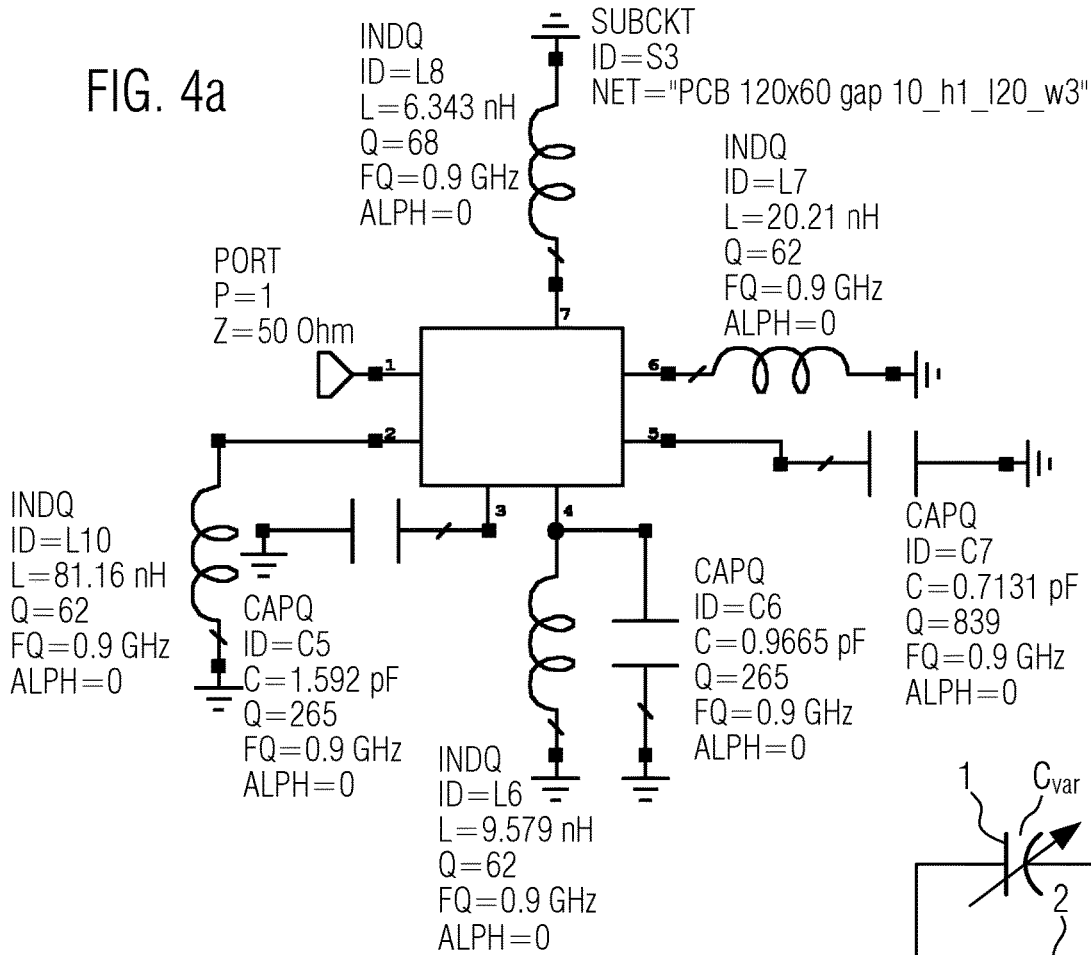 FIG. 4a
INDQ
ID=L8
L=6.343 nH
Q=68
FQ=0.9 GHz
ALPH=0
SUBCKT
ID=S3
NET="PCB 120x60 gap 10_h1_l20_w3"
INDQ
ID=L7
L=20.21 nH
Q=62
FQ=0.9 GHz
ALPH=0
PORT
P=1
Z=50 Ohm
7
1
6
2
5
3
4
INDQ
ID=L10
L=81.16 nH
Q=62
FQ=0.9 GHz
ALPH=0
CAPQ
ID=C5
C=1.592 pF
Q=265
FQ=0.9 GHz
ALPH=0
INDQ
ID=L6
L=9.579 nH
Q=62
FQ=0.9 GHz
ALPH=0
CAPQ
ID=C6
C=0.9665 pF
Q=265
FQ=0.9 GHz
ALPH=0
CAPQ
ID=C7
C=0.7131 pF
Q=839
FQ=0.9 GHz
ALPH=0
1
Cvar
2